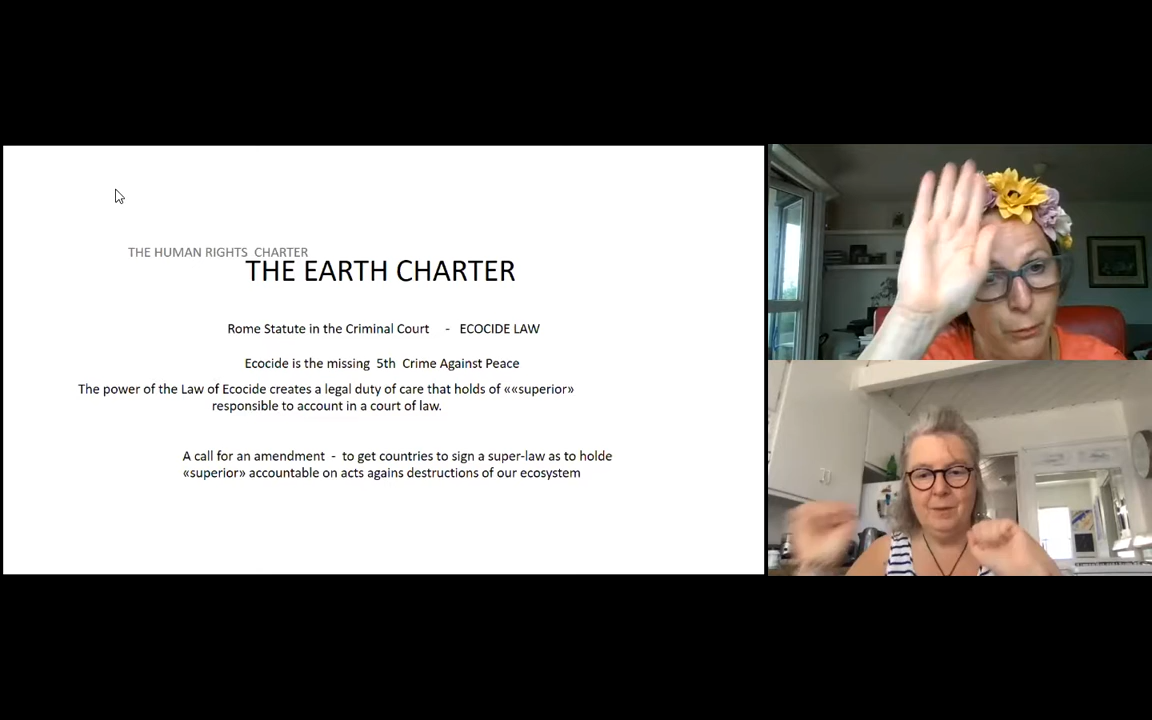 THE HUMAN RIGHTS  CHARTER
THE EARTH CHARTER
Rome Statute in the Criminal Court    -   ECOCIDE LAW
Ecocide is the missing  5th  Crime Against Peace
The power of the Law of Ecocide creates a legal duty of care that holds of ««superior»
responsible to account in a court of law.
A call for an amendment  -  to get countries to sign a super-law as to holde
«superior» accountable on acts agains destructions of our ecosystem